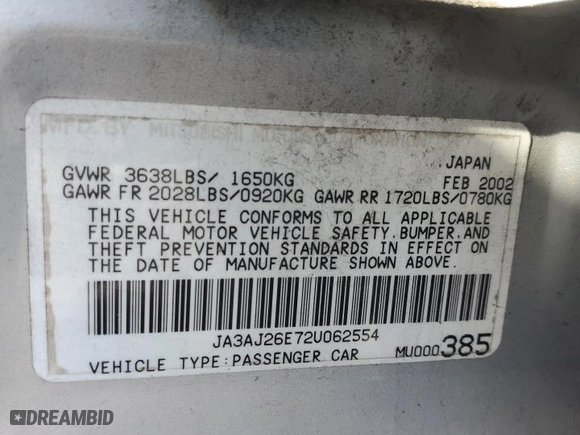 JAPAN
GVWR 3638LBS/ 1650KG FEB 2002
GAWR FR 2028LBS/0920KG GAWR RR 1720LBS/0780KG
THIS VEHICLE CONFORMS TO ALL APPLICABLE
FEDERAL MOTOR VEHICLE SAFETY.BUMPER.AND
THEFT PREVENTION STANDARDS IN EFFECT ON
THE DATE OF MANUFACTURE SHOWN ABOVE.
JA3AJ26E72U062554
VEHICLE TYPE:PASSENGER CAR MU000385
DREAMBID